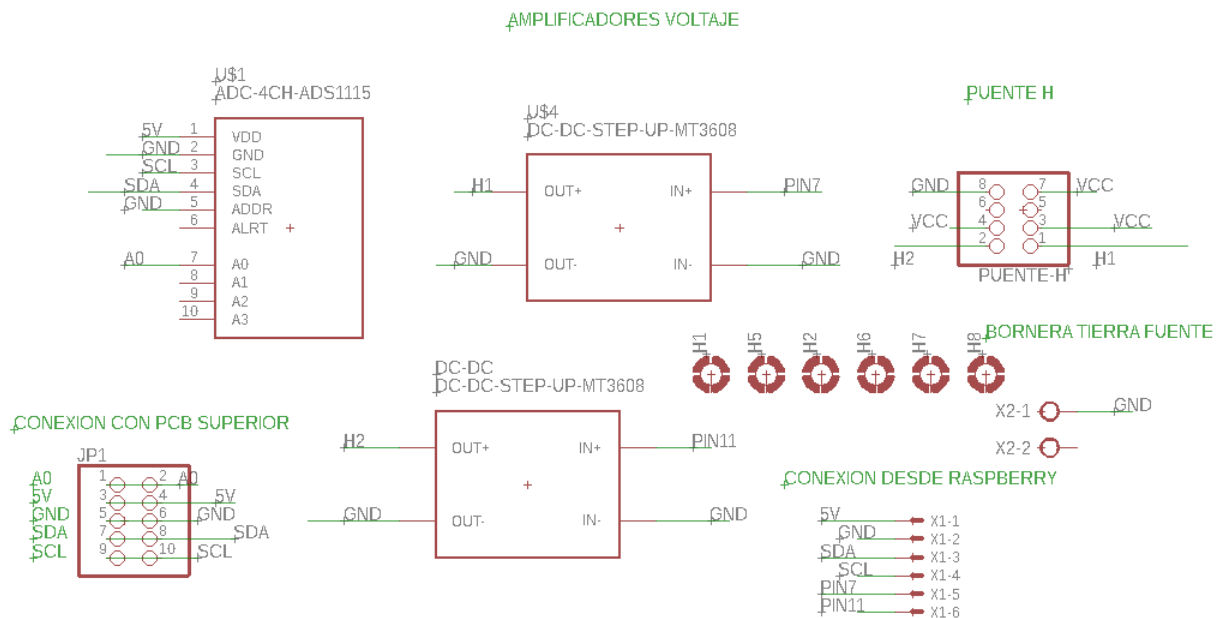 AMPLIFICADORES VOLTAJE
U$1
ADC-4CH-ADS1115
5V 1 VDD
GND 2 GND
SCL 3 SCL
SDA 4 SDA
GND 5 ADDR
6 ALRT
A0 7 A0
8 A1
9 A2
10 A3
U$4
DC-DC-STEP-UP-MT3608
H1 OUT+ IN+ PIN7
GND OUT- IN- GND
PUENTE H
GND 8 7 VCC
6 5
VCC 4 3 VCC
H2 2 1 H1
PUENTE-H
H1 H5 H2 H6 H7 H8
BORNERA TIERRA FUENTE
X2-1 GND
X2-2
DC-DC
DC-DC-STEP-UP-MT3608
H2 OUT+ IN+ PIN11
GND OUT- IN- GND
CONEXION CON PCB SUPERIOR
JP1
A0 1 2 A0
5V 3 4 5V
GND 5 6 GND
SDA 7 8 SDA
SCL 9 10 SCL
CONEXION DESDE RASPBERRY
5V X1-1
GND X1-2
SDA X1-3
SCL X1-4
PIN7 X1-5
PIN11 X1-6